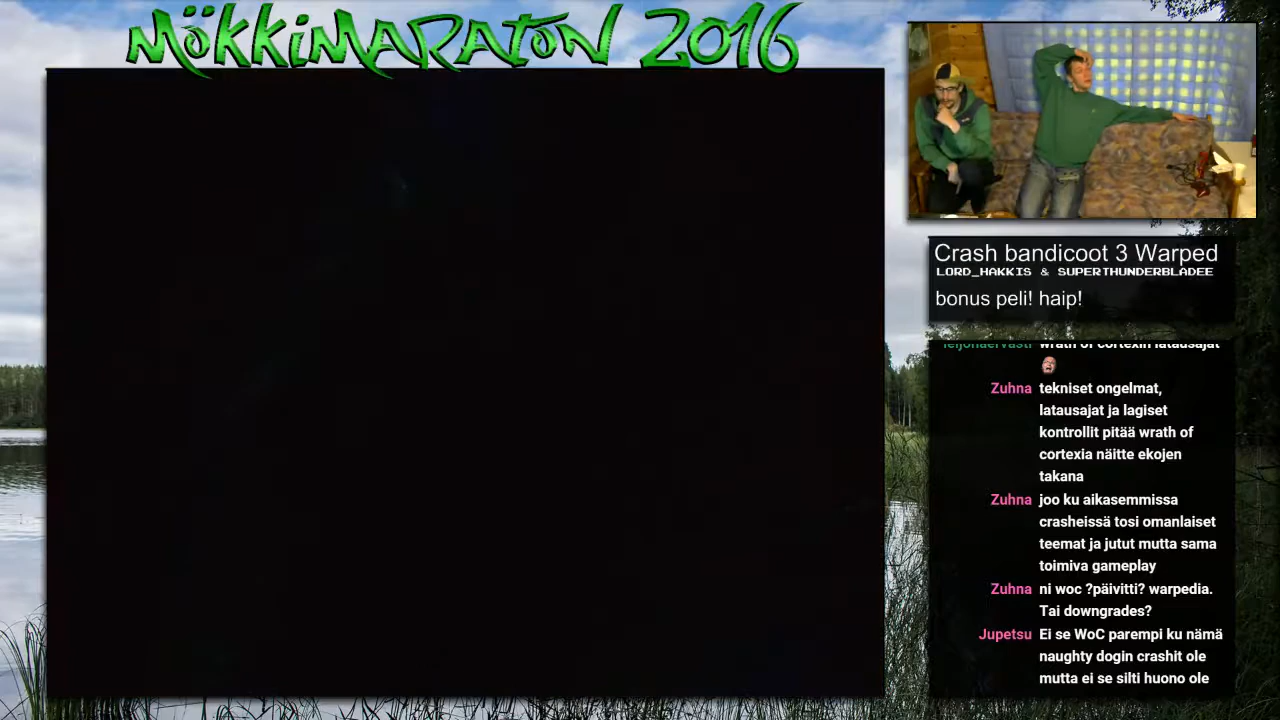 MökkiMARATON 2016
Crash bandicoot 3 Warped
LORD_HAKKIS & SUPERTHUNDERBLADEE
bonus peli! haip!
wrath of cortexin latausajat
Zuhna tekniset ongelmat,
latausajat ja lagiset
kontrollit pitää wrath of
cortexia näitte ekojen
takana
Zuhna joo ku aikasemmissa
crasheissä tosi omanlaiset
teemat ja jutut mutta sama
toimiva gameplay
Zuhna ni woc ?päivitti? warpedia.
Tai downgrades?
Jupetsu Ei se WoC parempi ku nämä
naughty dogin crashit ole
mutta ei se silti huono ole